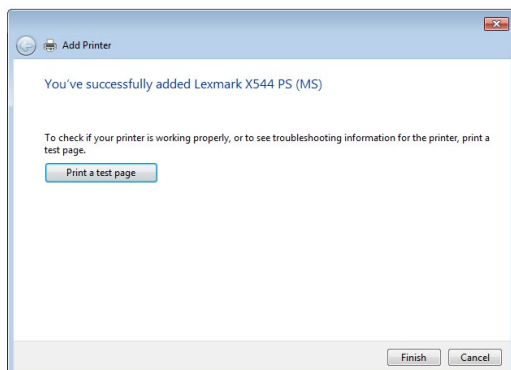 Add Printer
You've successfully added Lexmark X544 PS (MS)
To check if your printer is working properly, or to see troubleshooting information for the printer, print a
test page.
Print a test page
Finish
Cancel